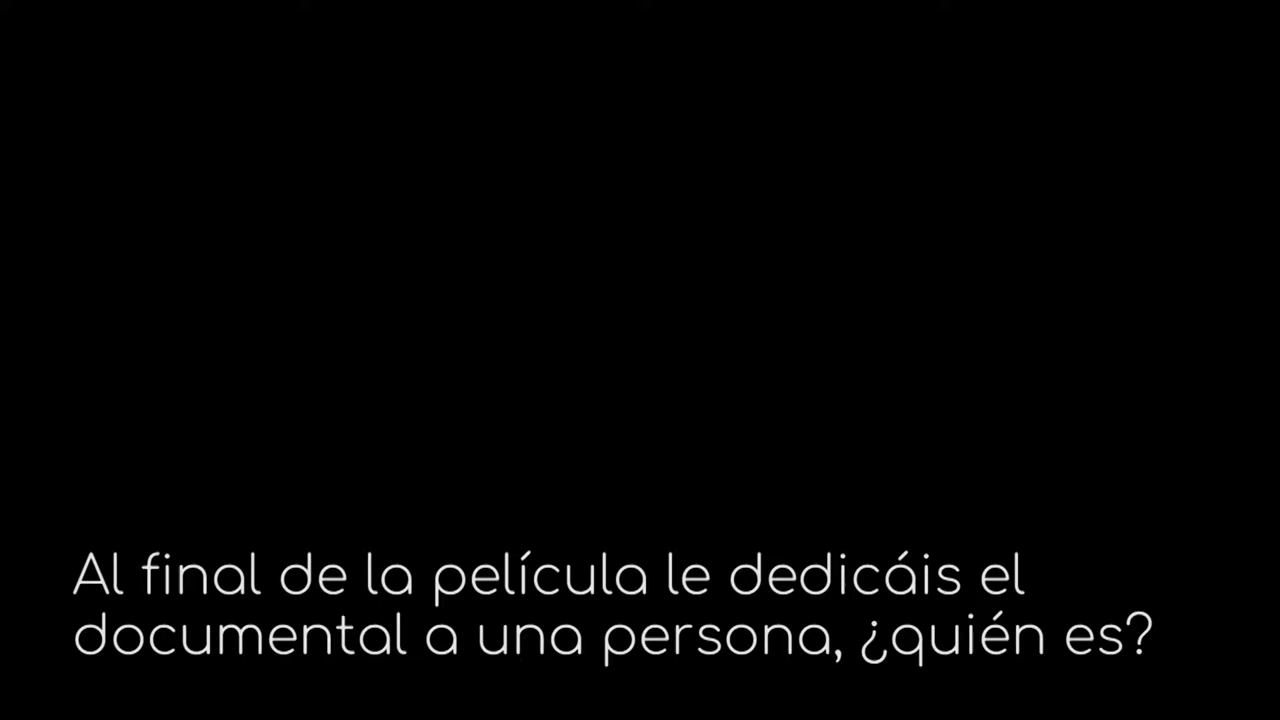 Al final de la película le dedicáis el
documental a una persona, ¿quién es?